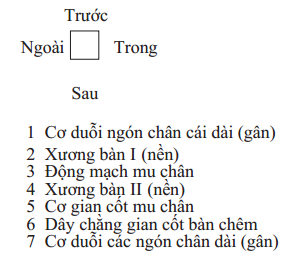 Trước
Ngoài Trong
Sau
1 Cơ duỗi ngón chân cái dài (gân)
2 Xương bàn I (nền)
3 Động mạch mu chân
4 Xương bàn II (nền)
5 Cơ gian cốt mu chân
6 Dây chằng gian cốt bàn chêm
7 Cơ duỗi các ngón chân dài (gân)